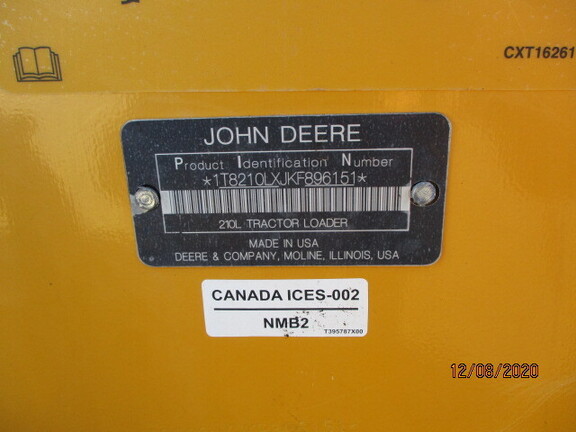 CXT16261
JOHN DEERE
Product Identification Number
*1T8210LXJKF896151*
210L TRACTOR LOADER
MADE IN USA
DEERE & COMPANY, MOLINE, ILLINOIS, USA
CANADA ICES-002
NMB2
T395787X00
12/08/2020